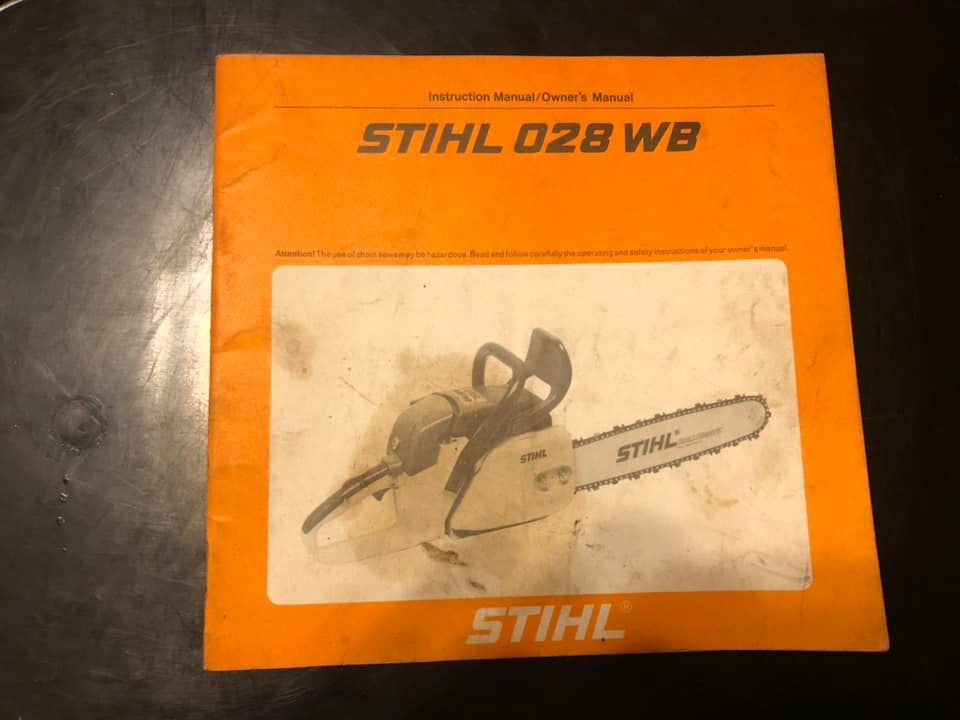 Instruction Manual/Owner's Manual
STIHL 028 WB
Attention! The use of chain saws may be hazardous. Read and follow carefully the operating and safety instructions of your owner's manual.
STIHL
STIHL®
STIHL®